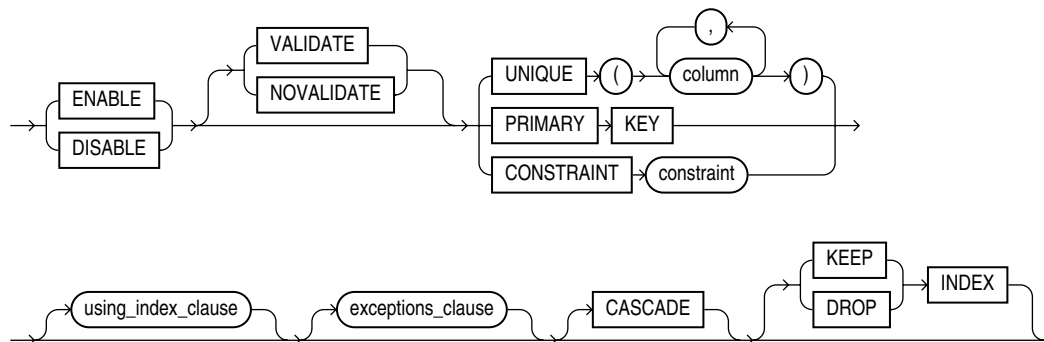 ,
VALIDATE
UNIQUE ( column )
ENABLE NOVALIDATE
PRIMARY KEY
DISABLE
CONSTRAINT constraint
KEEP
using_index_clause exceptions_clause CASCADE INDEX
DROP